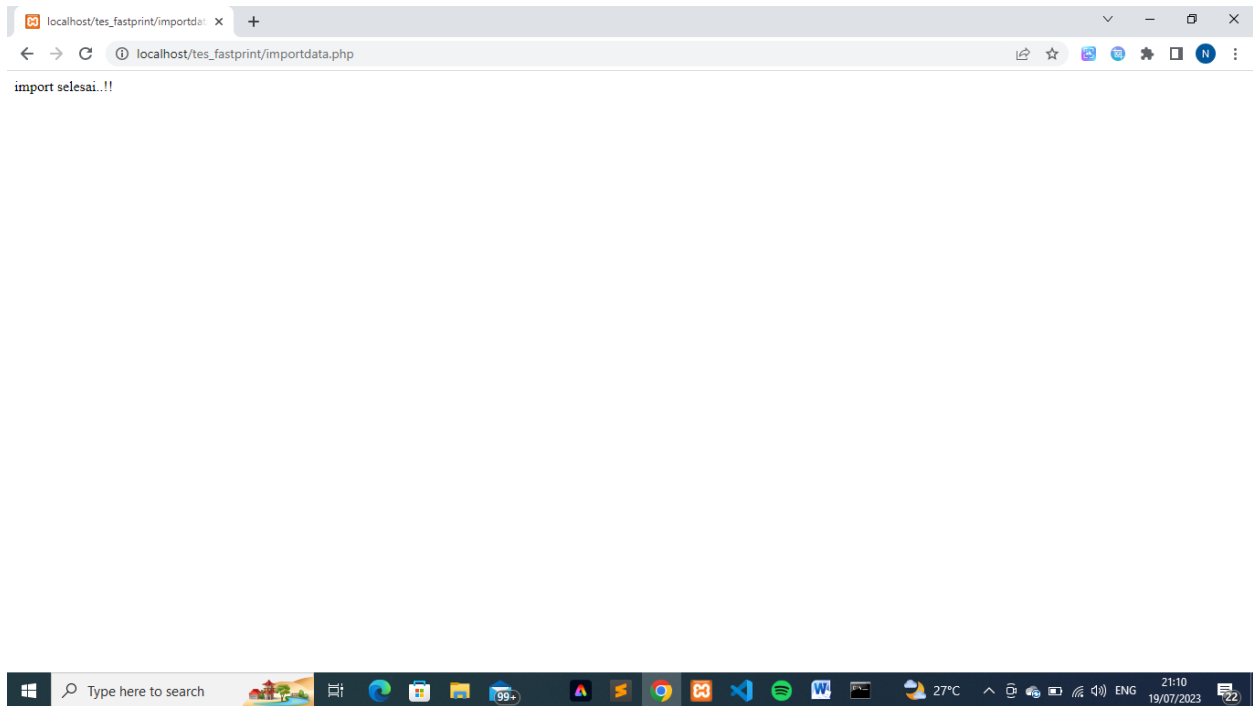 localhost/tes_fastprint/importdat
localhost/tes_fastprint/importdata.php
N
import selesai..!!
Type here to search
99+
27°C
ENG
21:10
19/07/2023
22